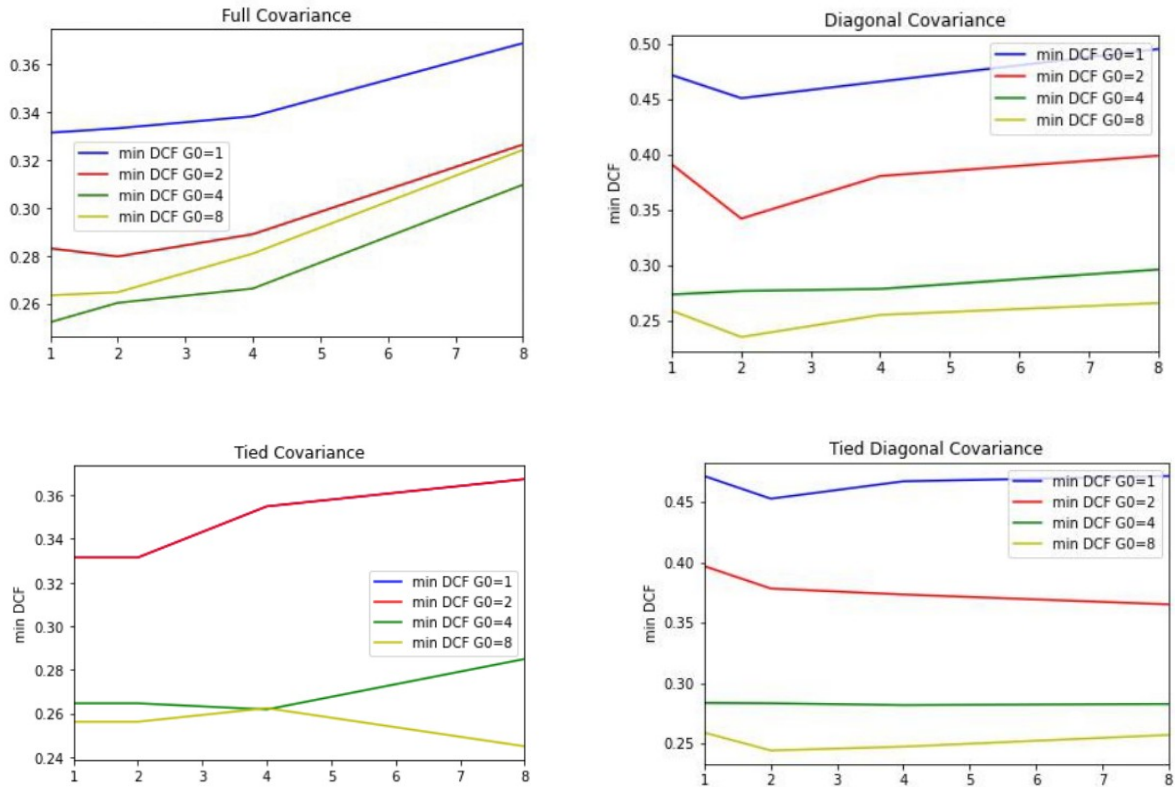 Full Covariance
0.36
0.34
0.32
0.30
0.28
0.26
min DCF G0=1
min DCF G0=2
min DCF G0=4
min DCF G0=8
1 2 3 4 5 6 7 8
Diagonal Covariance
min DCF
0.50
0.45
0.40
0.35
0.30
0.25
min DCF G0=1
min DCF G0=2
min DCF G0=4
min DCF G0=8
1 2 3 4 5 6 7 8
Tied Covariance
min DCF
0.36
0.34
0.32
0.30
0.28
0.26
0.24
min DCF G0=1
min DCF G0=2
min DCF G0=4
min DCF G0=8
1 2 3 4 5 6 7 8
Tied Diagonal Covariance
min DCF
0.45
0.40
0.35
0.30
0.25
min DCF G0=1
min DCF G0=2
min DCF G0=4
min DCF G0=8
1 2 3 4 5 6 7 8